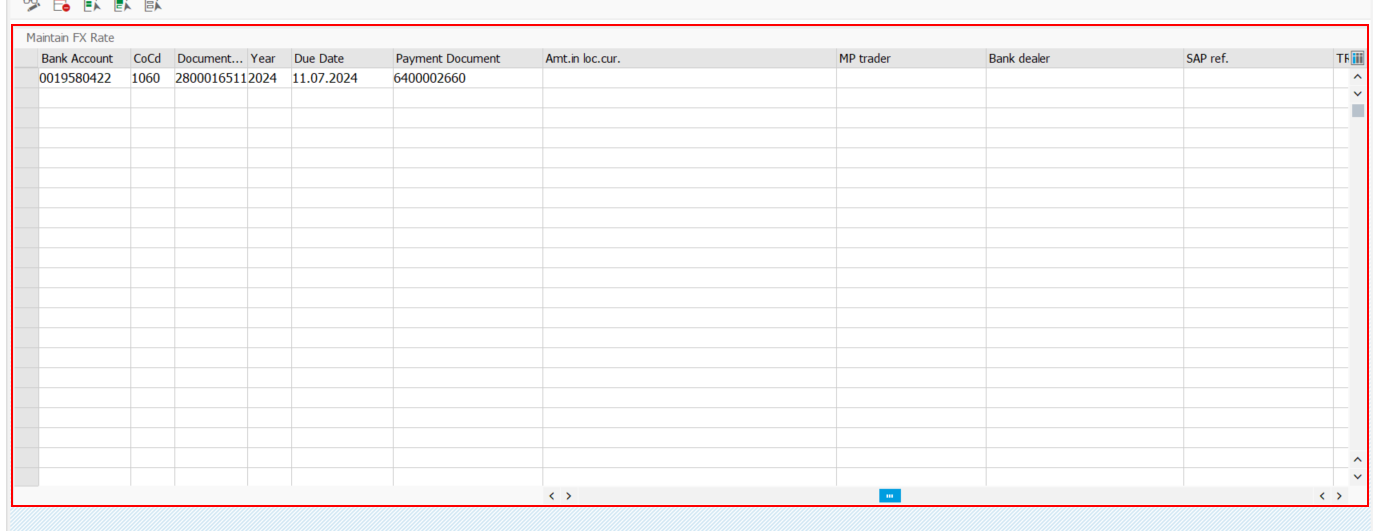 Maintain FX Rate
Bank Account CoCd Document... Year Due Date Payment Document Amt.in loc.cur. MP trader Bank dealer SAP ref. TR
0019580422 1060 2800016511 2024 11.07.2024 6400002660